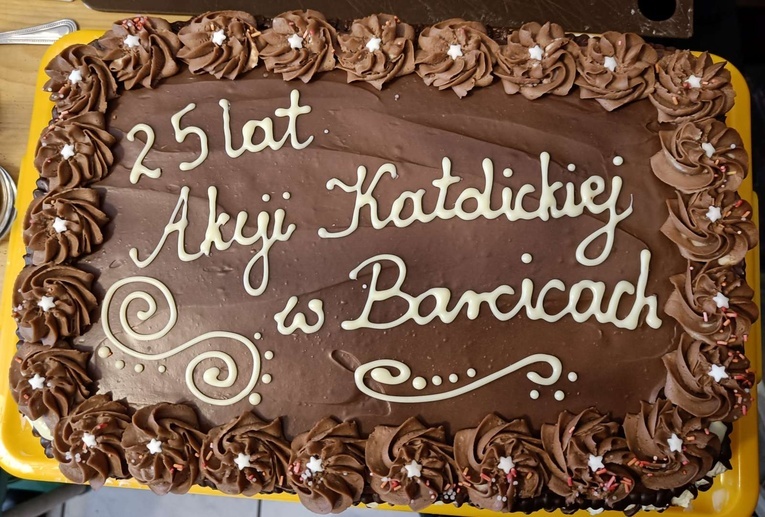 25 lat
Akcji Katolickiej
w Barcicach